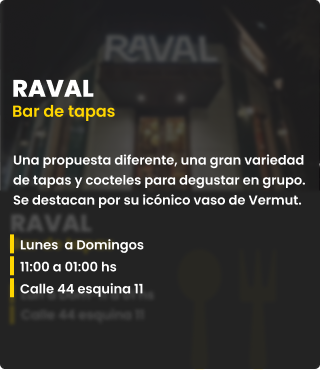 RAVAL
RAVAL
Bar de tapas
Una propuesta diferente, una gran variedad
de tapas y cocteles para degustar en grupo.
Se destacan por su icónico vaso de Vermut.
RAVAL
Lunes a Domingos
11:00 a 01:00 hs
Calle 44 esquina 11
Calle 44 esquina 11